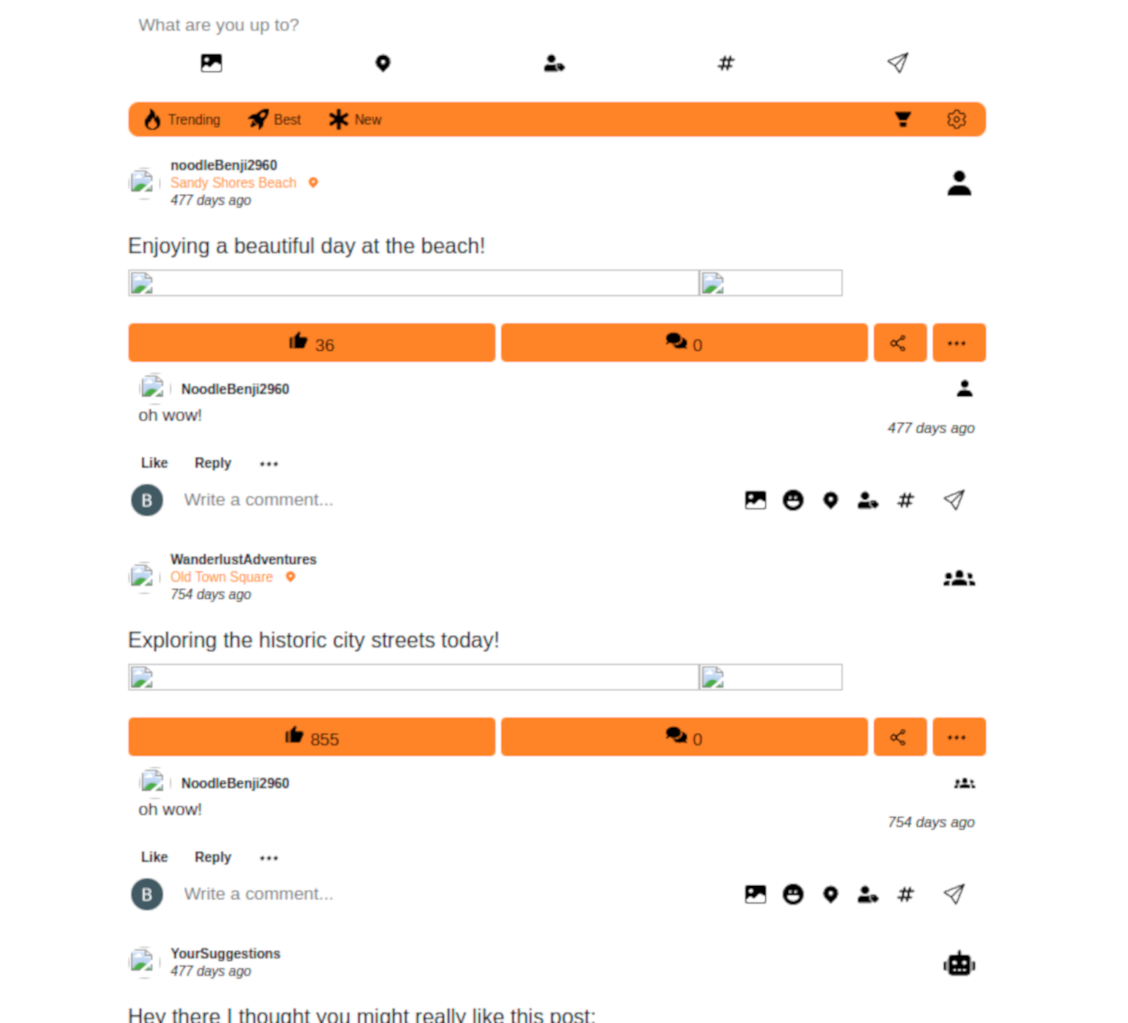 What are you up to?
#
Trending Best New
noodleBenji2960
Sandy Shores Beach
477 days ago
Enjoying a beautiful day at the beach!
36 0 ...
NoodleBenji2960
oh wow!
477 days ago
Like Reply ...
B Write a comment... #
WanderlustAdventures
Old Town Square
754 days ago
Exploring the historic city streets today!
855 0 ...
NoodleBenji2960
oh wow!
754 days ago
Like Reply ...
B Write a comment... #
YourSuggestions
477 days ago
Hey there I thought you might really like this post: